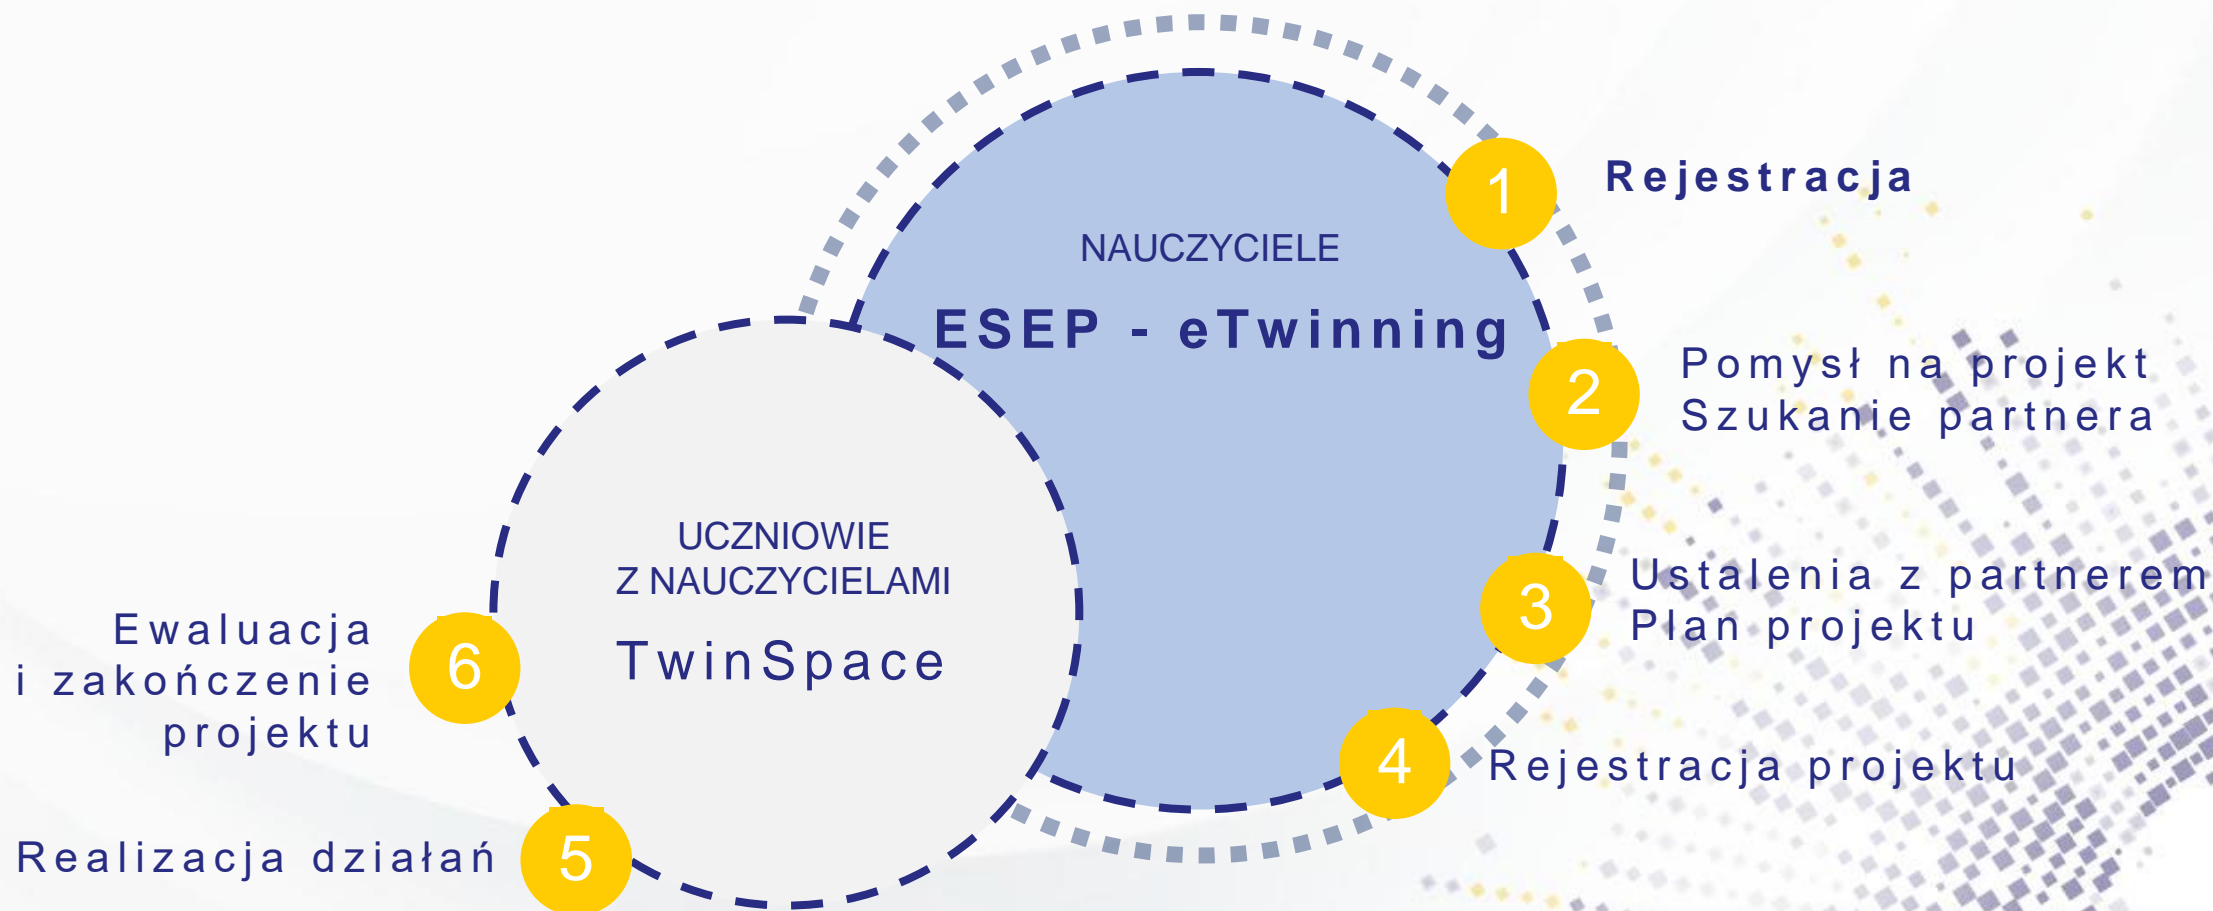 NAUCZYCIELE
ESEP - eTwinning
1
Rejestracja
2
Pomysł na projekt
Szukanie partnera
3
Ustalenia z partnerem
Plan projektu
4
Rejestracja projektu
UCZNIOWIE
Z NAUCZYCIELAMI
TwinSpace
5
Realizacja działań
6
Ewaluacja
i zakończenie
projektu